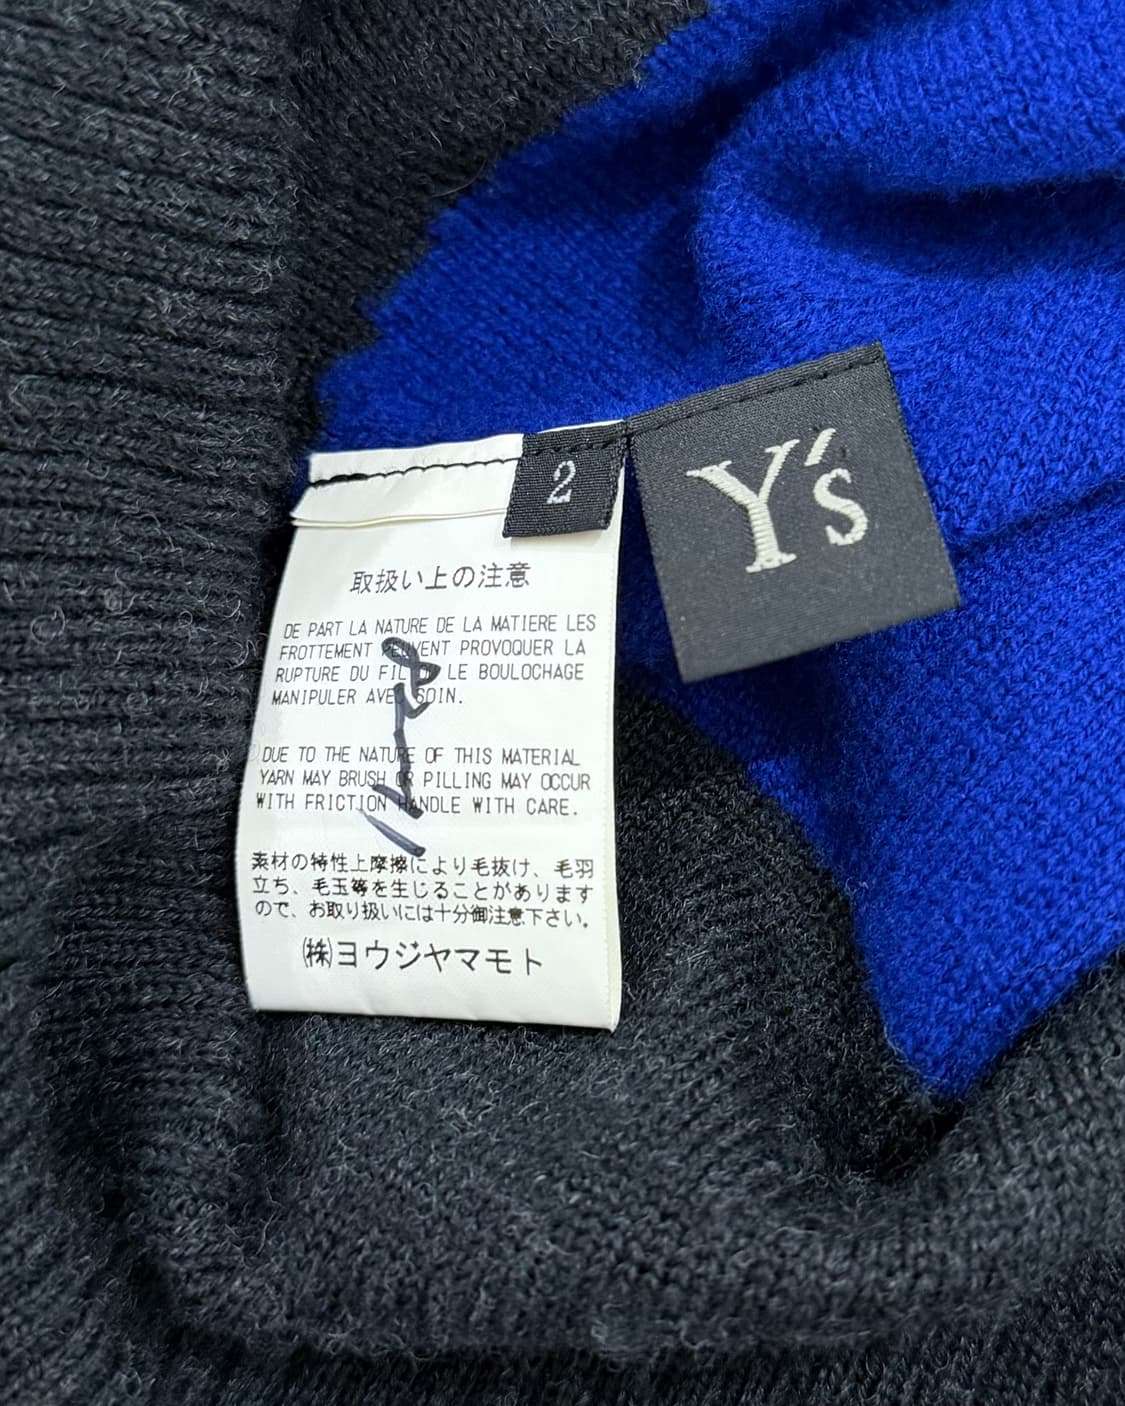 Y's
2
取扱い上の注意
DE PART LA NATURE DE LA MATIERE LES
FROTTEMENT PEUVENT PROVOQUER LA
RUPTURE DU FIL LE BOULOCHAGE
MANIPULER AVEC SOIN.
DUE TO THE NATURE OF THIS MATERIAL
YARN MAY BRUSH OR PILLING MAY OCCUR
WITH FRICTION HANDLE WITH CARE.
素材の特性上摩擦により毛抜け、毛羽
立ち、毛玉等を生じることがあります
ので、お取り扱いには十分御注意下さい。
㈱ヨウジヤマモト